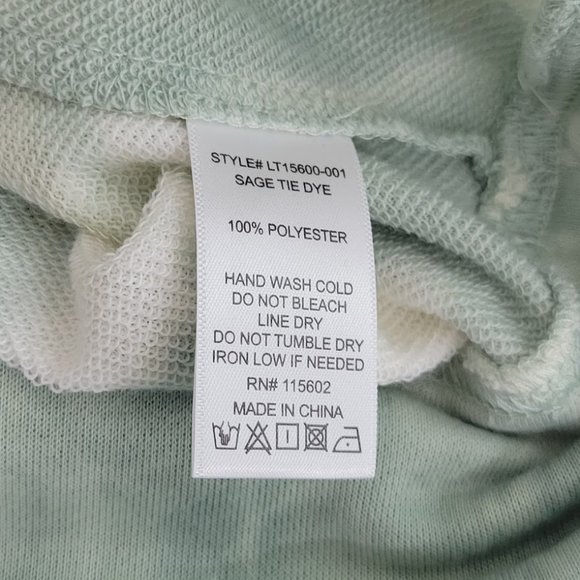 STYLE# LT15600-001
SAGE TIE DYE
100% POLYESTER
HAND WASH COLD
DO NOT BLEACH
LINE DRY
DO NOT TUMBLE DRY
IRON LOW IF NEEDED
RN# 115602
MADE IN CHINA